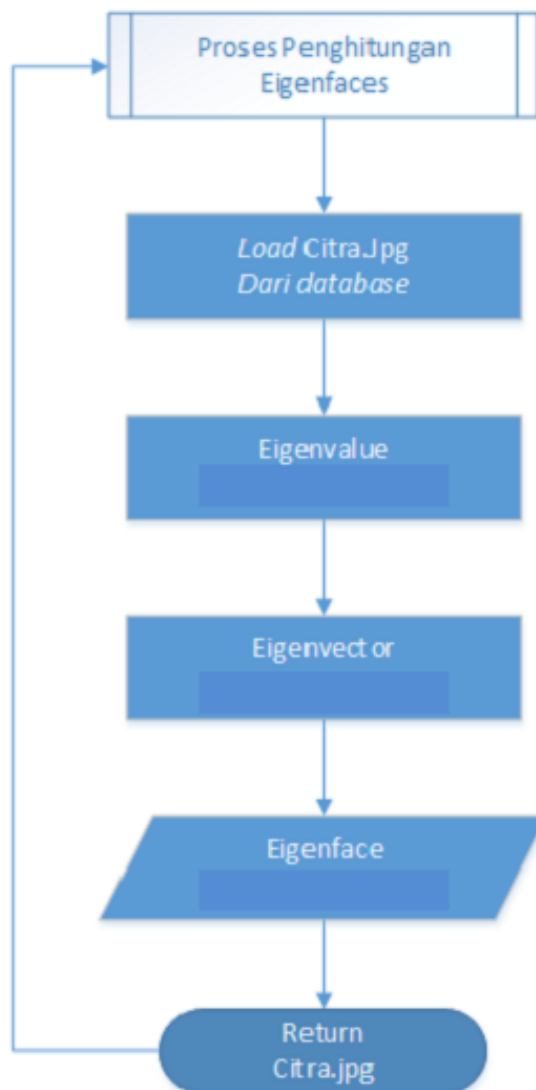 Proses Penghitungan
Eigenfaces
Load Citra.Jpg
Dari database
Eigenvalue
Eigenvector
Eigenface
Return
Citra.jpg